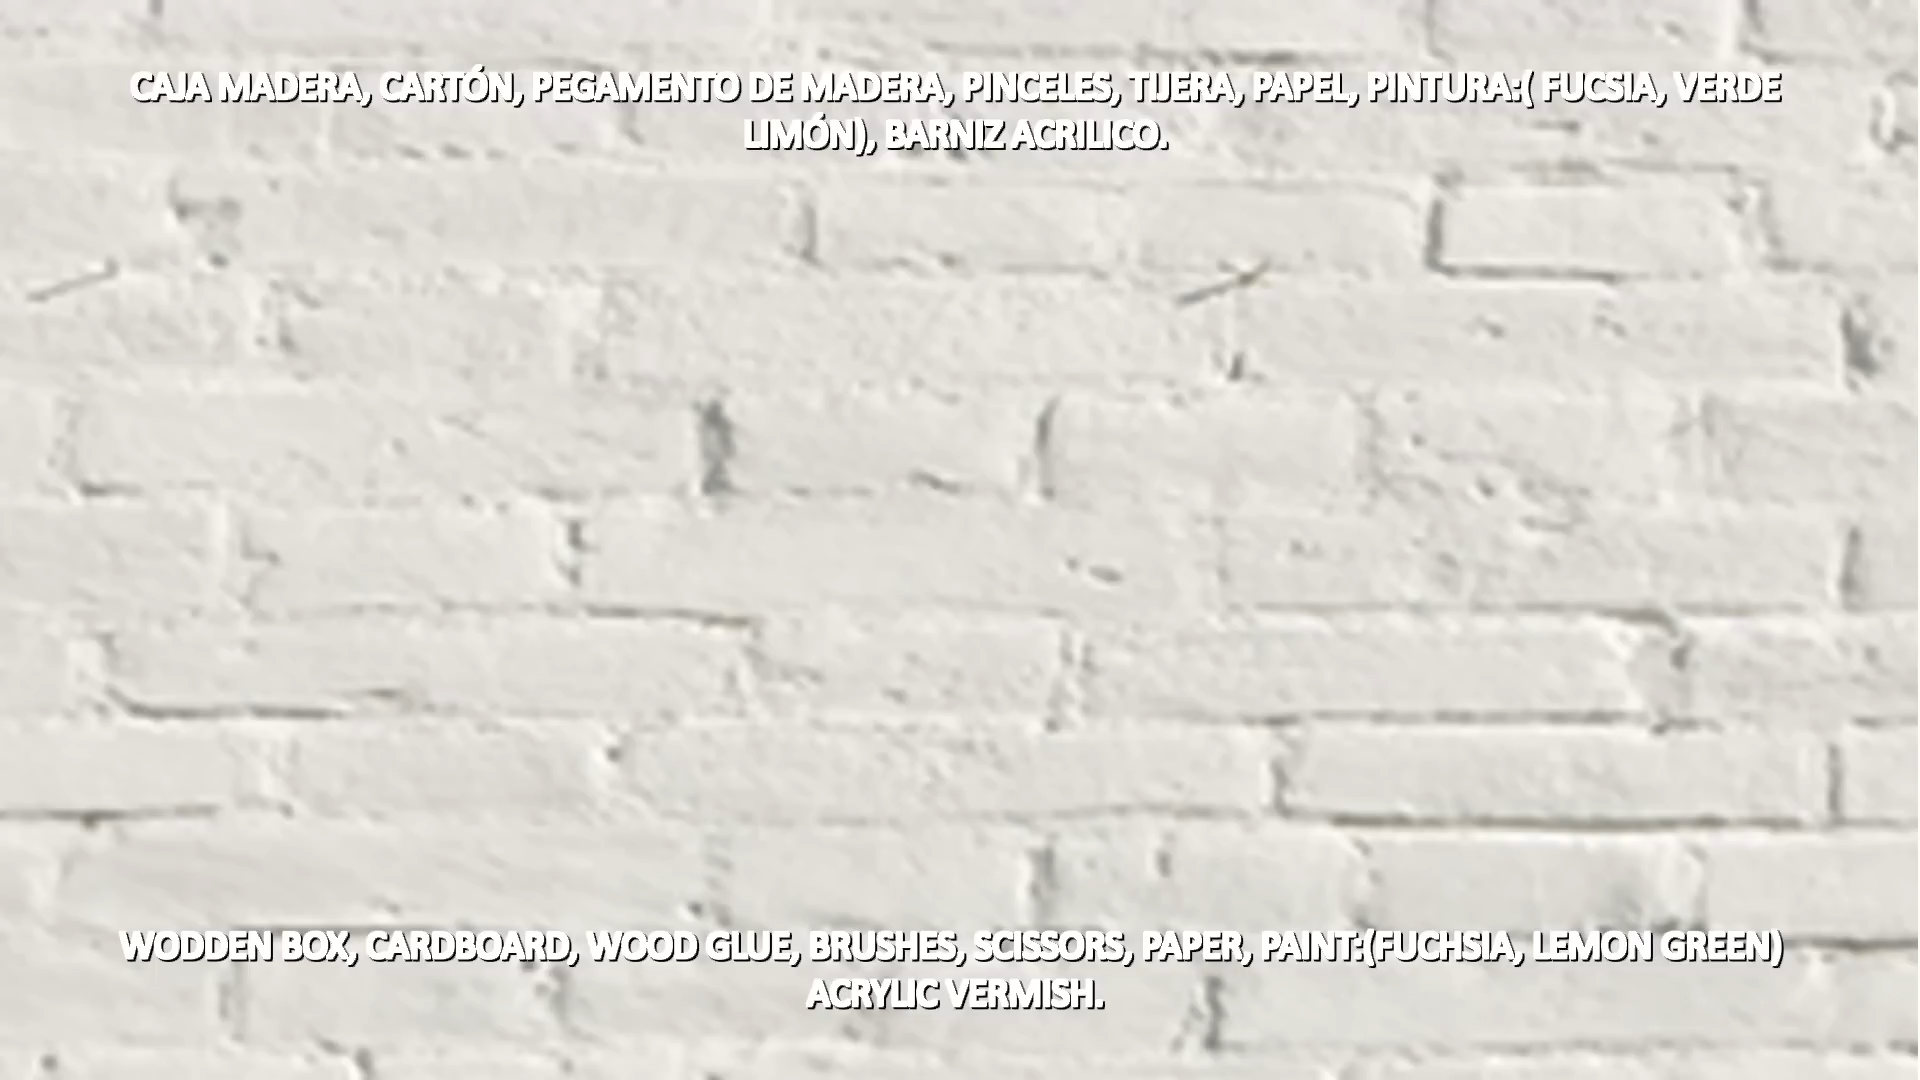 CAJA MADERA, CARTÓN, PEGAMENTO DE MADERA, PINCELES, TIJERA, PAPEL, PINTURA:( FUCSIA, VERDE
LIMÓN), BARNIZ ACRILICO.
WODDEN BOX, CARDBOARD, WOOD GLUE, BRUSHES, SCISSORS, PAPER, PAINT:(FUCHSIA, LEMON GREEN)
ACRYLIC VERMISH.